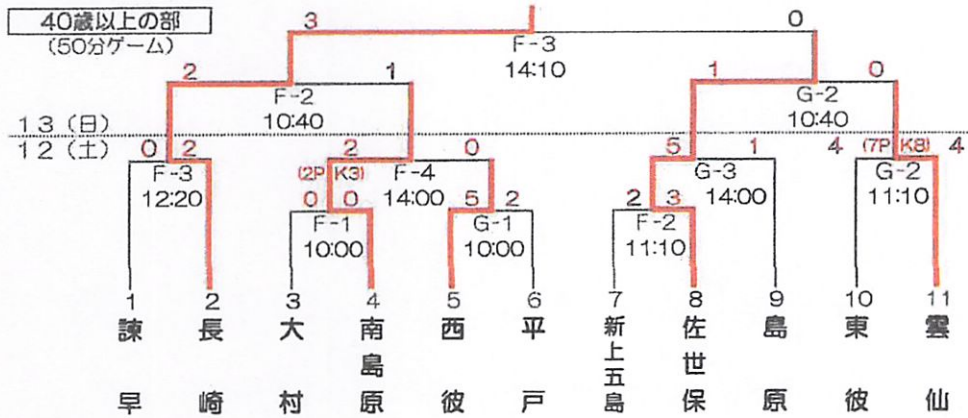 40歳以上の部
(50分ゲーム)
3 0
F-3
14:10
2 1 1 0
F-2 G-2
10:40 10:40
13(日)
12(土)
0 2 2 0 5 1 4 (7P K8) 4
F-3 (2P K3) F-4 G-3 G-2
12:20 0 0 14:00 5 2 2 3 14:00 11:10
F-1 G-1 F-2
10:00 10:00 11:10
1 2 3 4 5 6 7 8 9 10 11
諫早
長崎
大村
南島原
西彼
平戸
新上五島
佐世保
島原
東彼
雲仙